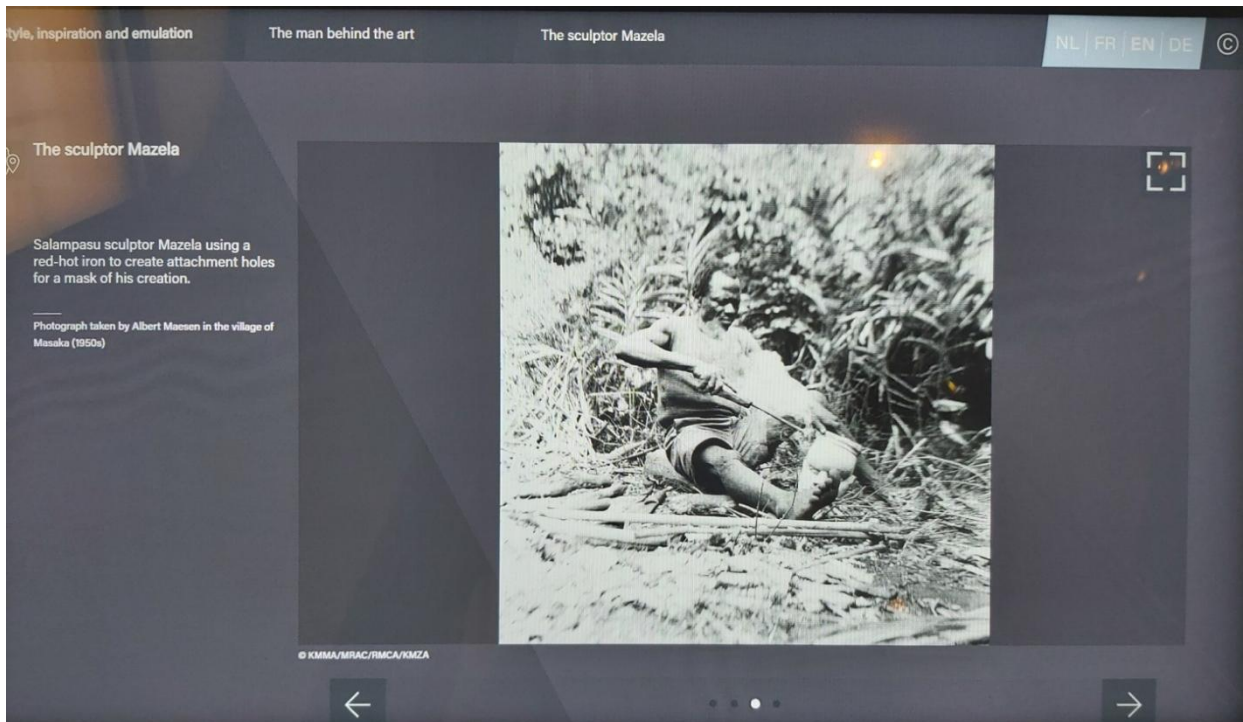 Style, inspiration and emulation
The man behind the art
The sculptor Mazela
NL | FR | EN | DE
©
The sculptor Mazela
Salampasu sculptor Mazela using a
red-hot iron to create attachment holes
for a mask of his creation.
Photograph taken by Albert Maesen in the village of
Masaka (1950s)
© KMMA/MRAC/RMCA/KMZA